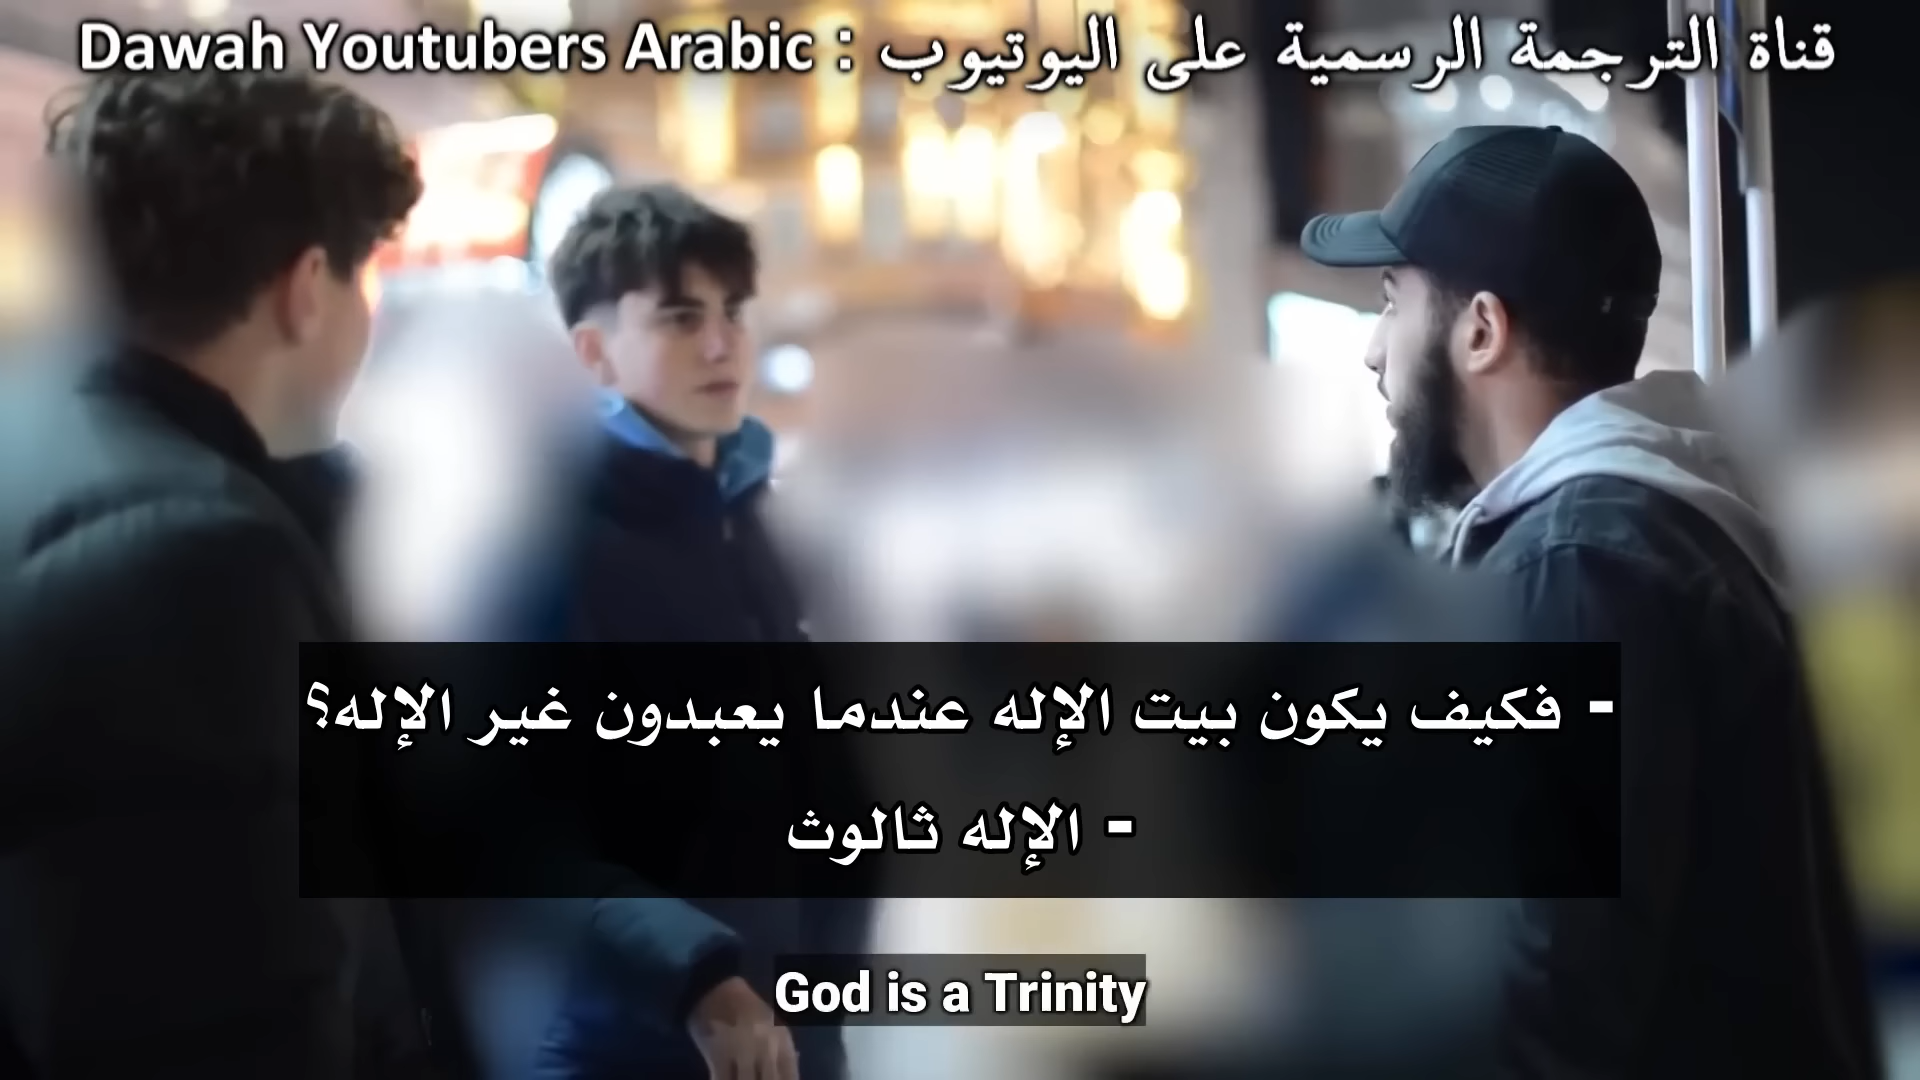 Dawah Youtubers Arabic : قناة الترجمة الرسمية على اليوتيوب
- فكيف يكون بيت الإله عندما يعبدون غير الإله؟
- الإله ثالوث
God is a Trinity